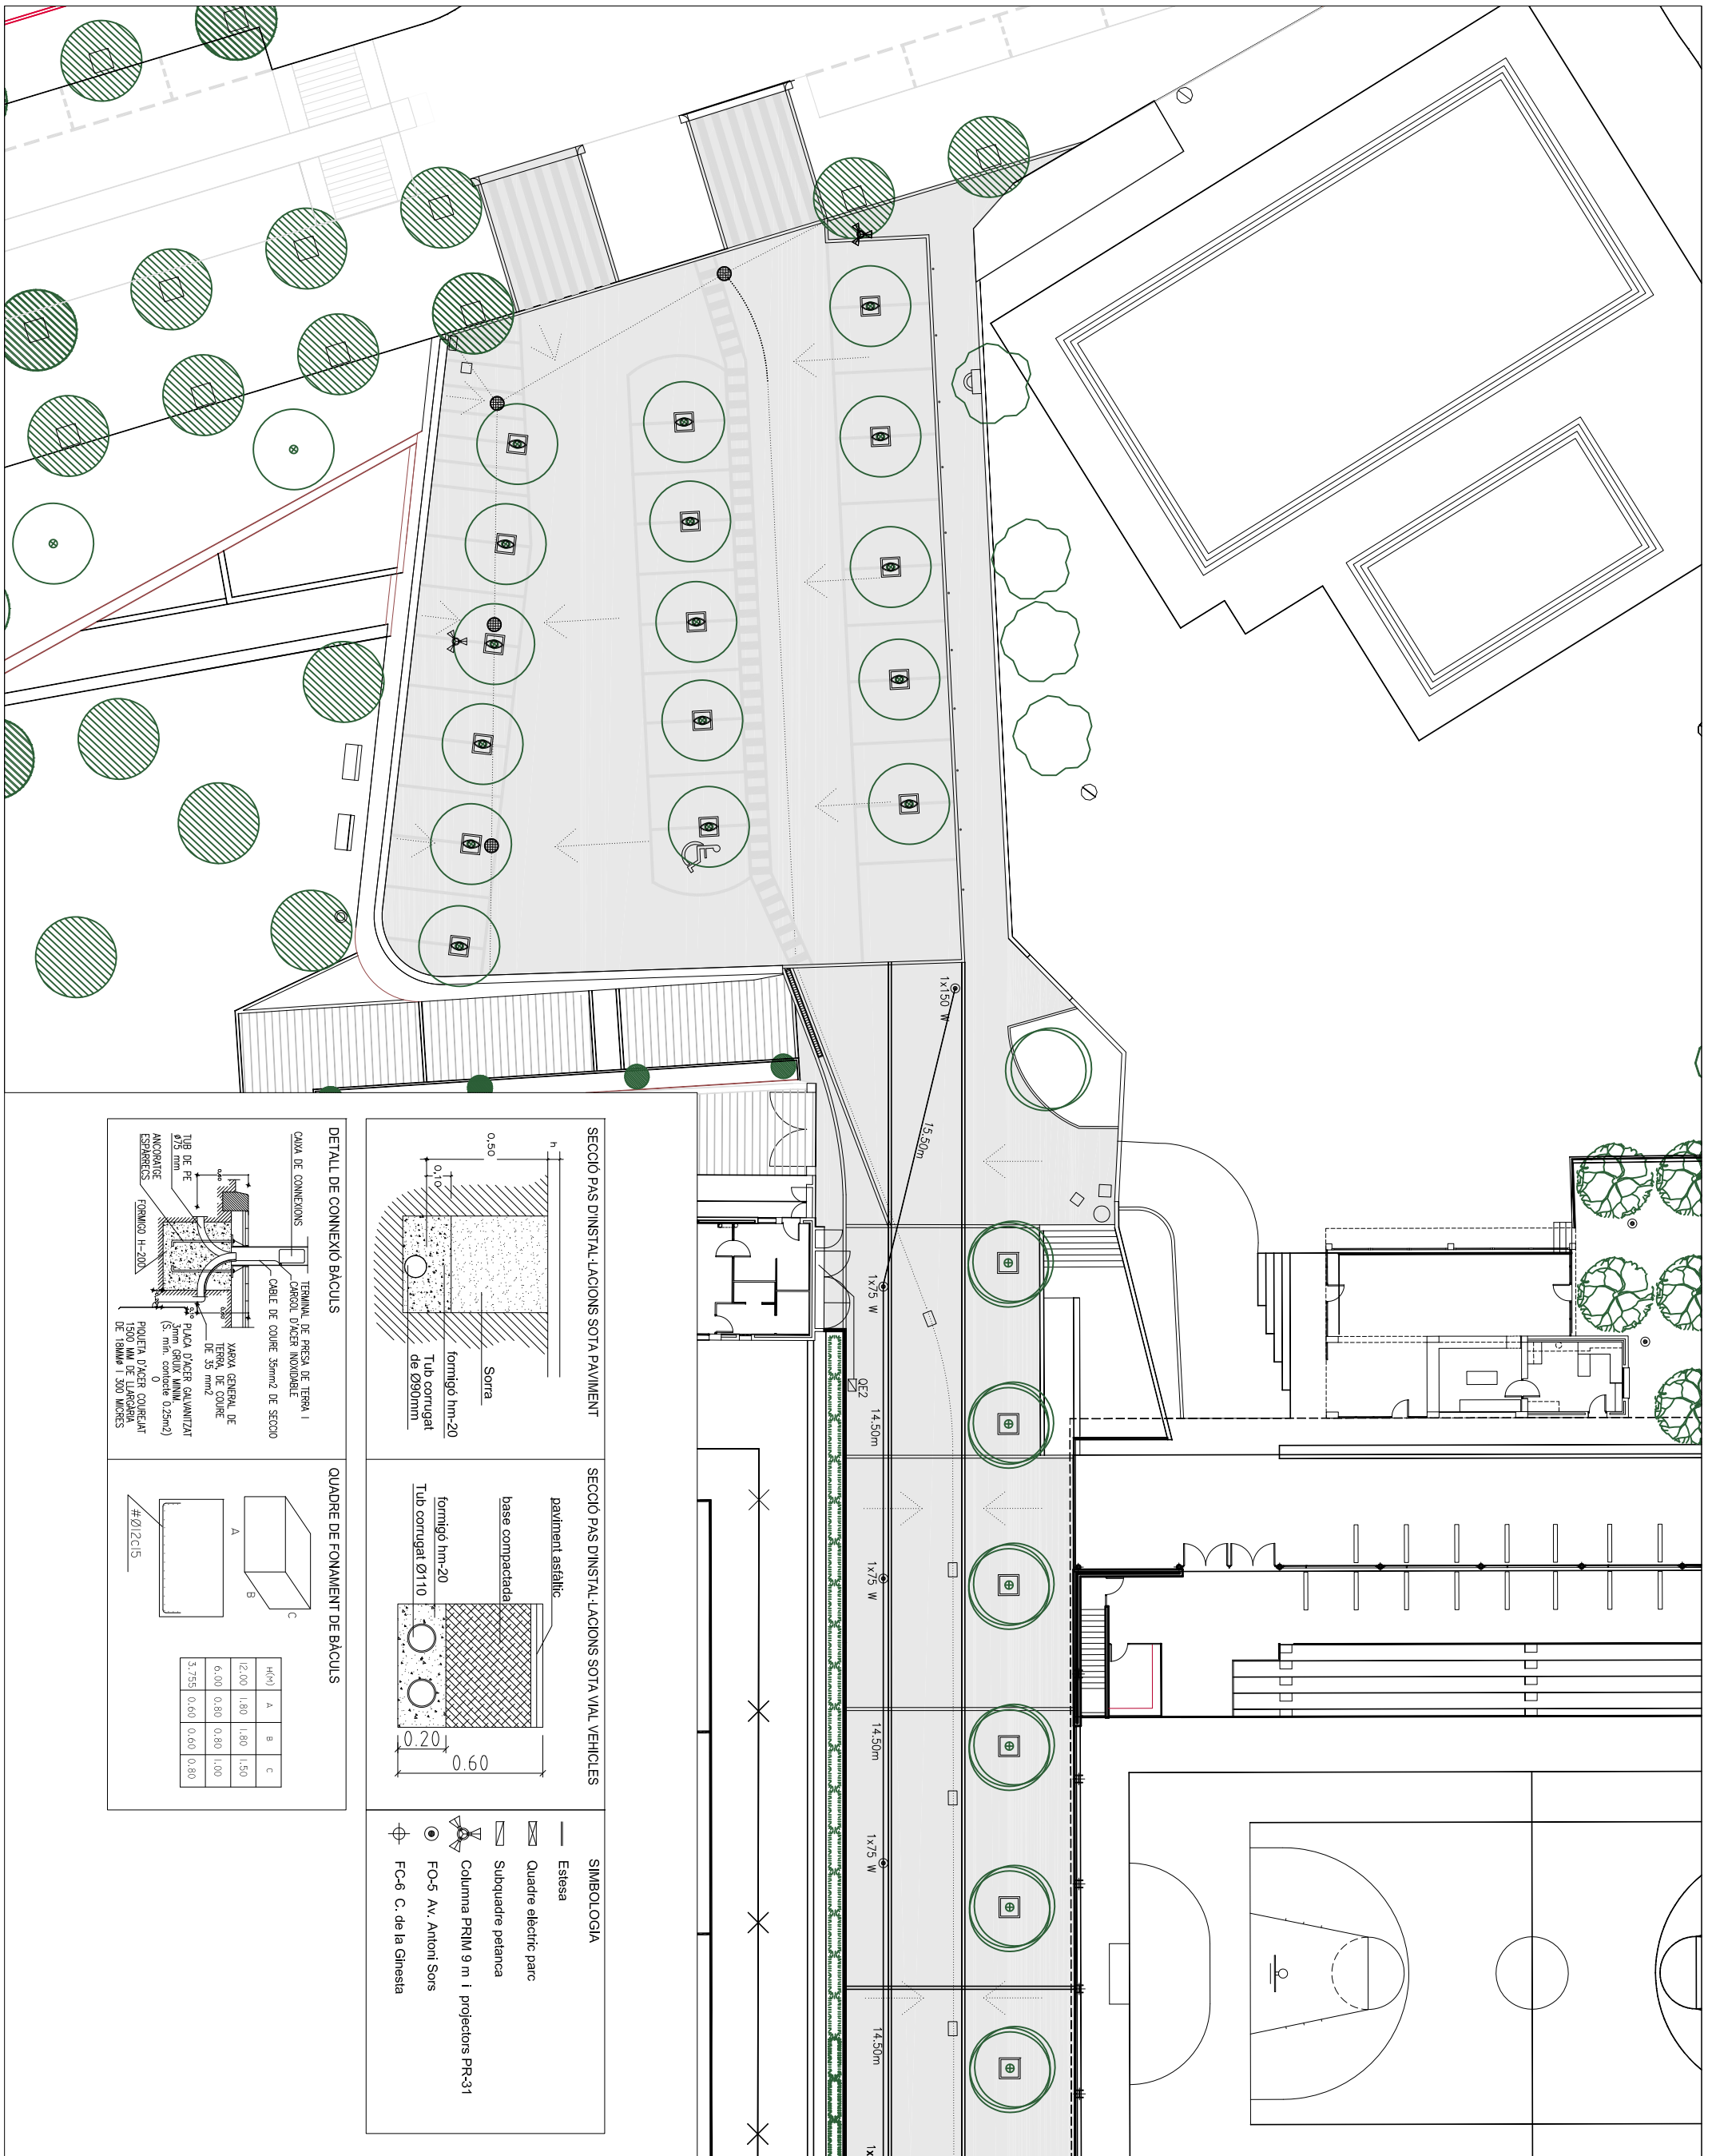 1x150 W
15.50m
1x75 W
QE2
14.50m
1x75 W
14.50m
1x75 W
14.50m
1x
SECCIÓ PAS D'INSTAL·LACIONS SOTA PAVIMENT
h
0,50
0,10
Sorra
formigó hm-20
Tub corrugat
de Ø90mm
SECCIÓ PAS D'INSTAL·LACIONS SOTA VIAL VEHICLES
paviment asfàltic
base compactada
formigó hm-20
Tub corrugat Ø110
0.20
0.60
SIMBOLOGIA
Estesa
Quadre elèctric parc
Subquadre petanca
Columna PRIM 9 m i projectors PR-31
FO-5 Av. Antoni Sors
FC-6 C. de la Ginesta
DETALL DE CONNEXIÓ BÀCULS
CAIXA DE CONNEXIONS
TUB DE PE
ø75 mm
ANCORATGE
ESPÀRRECS
FORMIGO H-200
TERMINAL DE PRESA DE TERRA I
CARGOL D'ACER INOXIDABLE
CABLE DE COURE 35mm2 DE SECCIO
XARXA GENERAL DE
TERRA DE COURE
DE 35 mm2
PLACA D'ACER GALVANITZAT
3mm GRUIX MINIM.
(S. mín. contacte 0.25m2)
O
PIQUETA D'ACER COUREJAT
1500 MM DE LLARGARIA
DE 18MMø I 300 MICRES
QUADRE DE FONAMENT DE BÀCULS
A
B
C
#Ø12c15
H(M) A B C
12.00 1.80 1.80 1.50
6.00 0.80 0.80 1.00
3.755 0.60 0.60 0.80